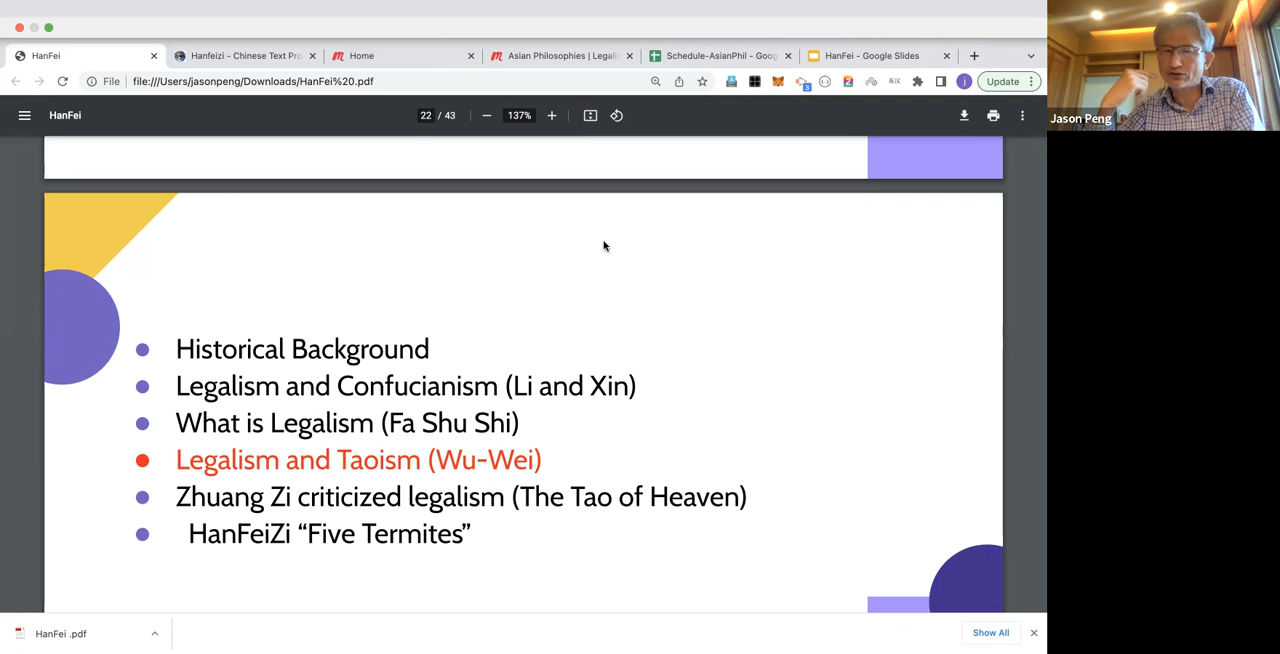 HanFei
Hanfeizi - Chinese Text Pro
Home
Asian Philosophies | Legali
Schedule-AsianPhil - Goog
HanFei - Google Slides
File file:///Users/jasonpeng/Downloads/HanFei%20.pdf
3
j
Update
HanFei
22 / 43
137%
Jason Peng
Historical Background
Legalism and Confucianism (Li and Xin)
What is Legalism (Fa Shu Shi)
Legalism and Taoism (Wu-Wei)
Zhuang Zi criticized legalism (The Tao of Heaven)
HanFeiZi “Five Termites”
HanFei .pdf
Show All